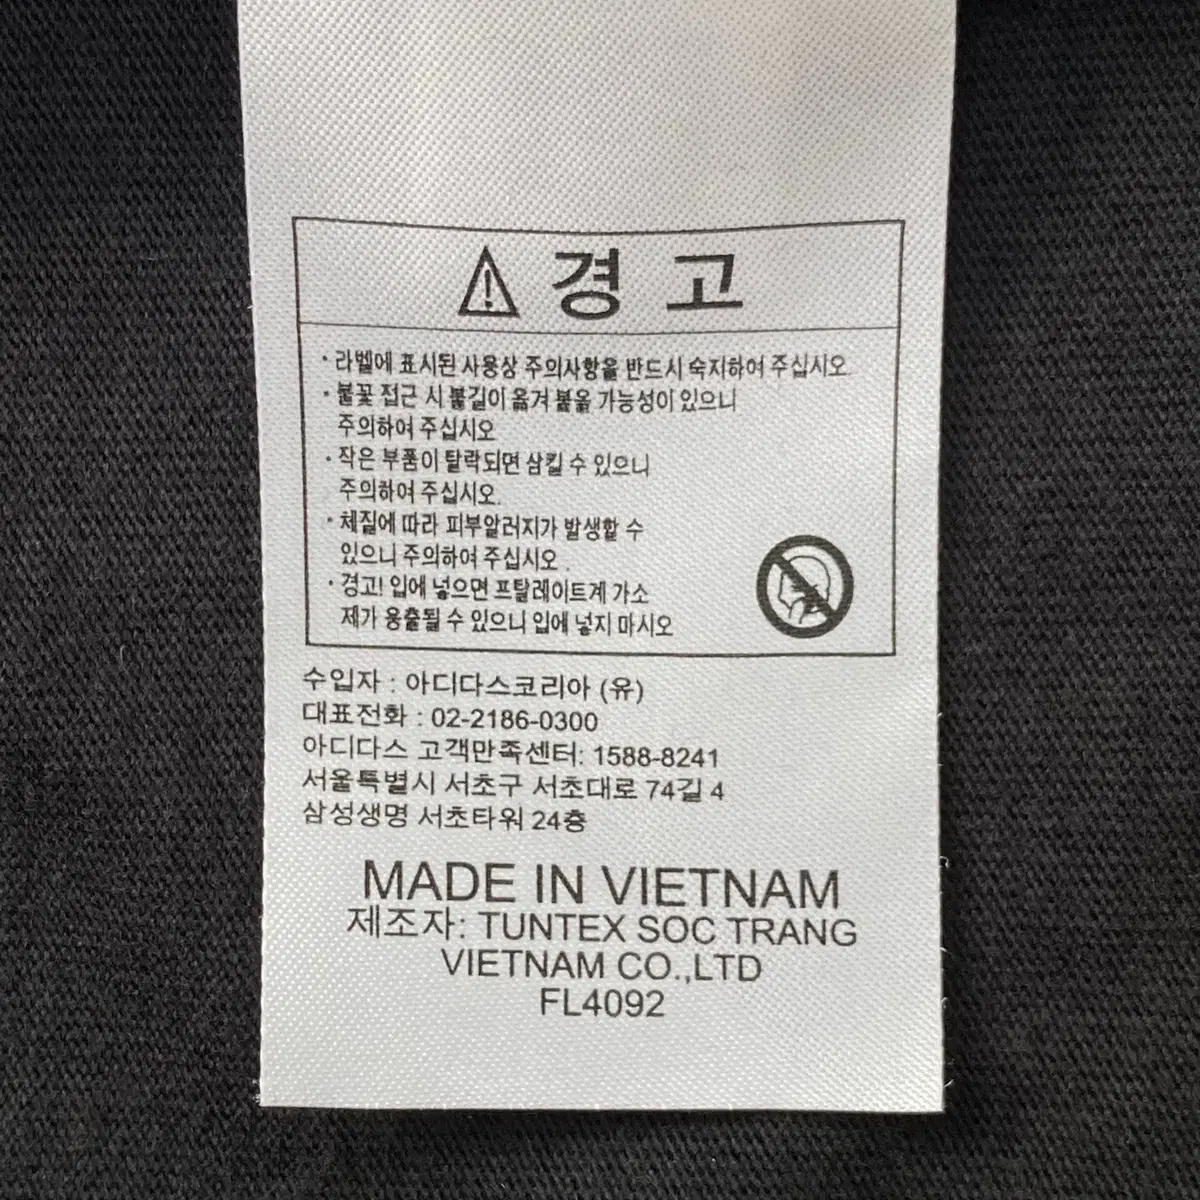 ⚠ 경 고
· 라벨에 표시된 사용상 주의사항을 반드시 숙지하여 주십시오.
· 불꽃 접근 시 불길이 옮겨 붙을 가능성이 있으니
주의하여 주십시오
· 작은 부품이 탈락되면 삼킬 수 있으니
주의하여 주십시오.
· 체질에 따라 피부알러지가 발생할 수
있으니 주의하여 주십시오 .
· 경고! 입에 넣으면 프탈레이트계 가소
제가 용출될 수 있으니 입에 넣지 마시오
수입자 : 아디다스코리아 (유)
대표전화 : 02-2186-0300
아디다스 고객만족센터: 1588-8241
서울특별시 서초구 서초대로 74길 4
삼성생명 서초타워 24층
MADE IN VIETNAM
제조자: TUNTEX SOC TRANG
VIETNAM CO.,LTD
FL4092